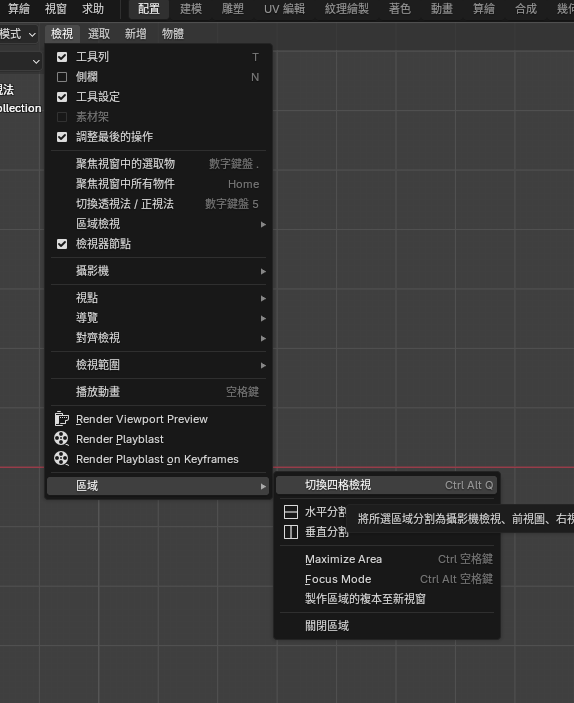 算繪 視窗 求助 配置 建模 雕塑 UV 編輯 紋理繪製 著色 動畫 算繪 合成
模式 檢視 選取 新增 物體
工具列 T
側欄 N
工具設定
素材架
調整最後的操作
聚焦視窗中的選取物 數字鍵盤 .
聚焦視窗中所有物件 Home
切換透視法 / 正視法 數字鍵盤 5
區域檢視
檢視器節點
攝影機
視點
導覽
對齊檢視
檢視範圍
播放動畫 空格鍵
Render Viewport Preview
Render Playblast
Render Playblast on Keyframes
區域
ollection
切換四格檢視 Ctrl Alt Q
水平分割
將所選區域分割為攝影機檢視、前視圖、右視
垂直分割
Maximize Area Ctrl 空格鍵
Focus Mode Ctrl Alt 空格鍵
製作區域的複本至新視窗
關閉區域